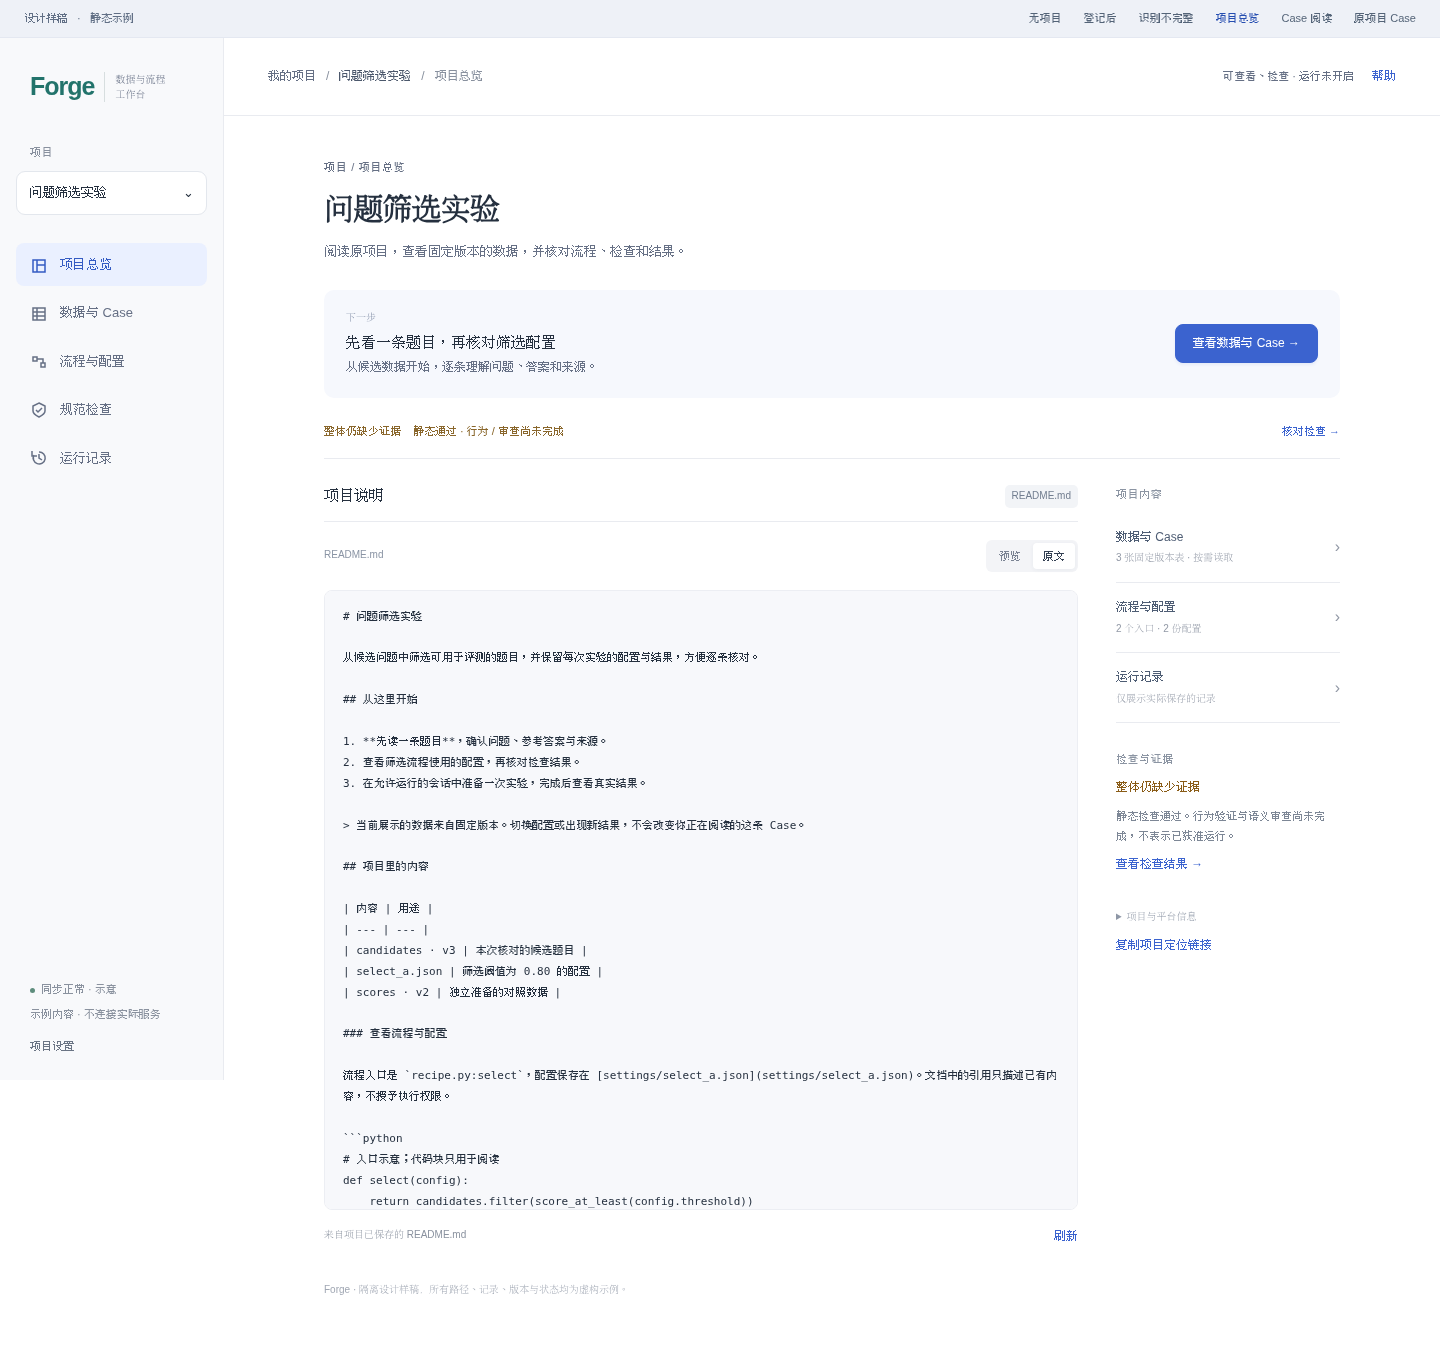 设计样稿 · 静态示例
无项目 登记后 识别不完整 项目总览 Case 阅读 原项目 Case
Forge
数据与流程
工作台
项目
问题筛选实验
项目总览
数据与 Case
流程与配置
规范检查
运行记录
同步正常 · 示意
示例内容 · 不连接实际服务
项目设置
我的项目 / 问题筛选实验 / 项目总览
可查看、检查 · 运行未开启 帮助
项目 / 项目总览
问题筛选实验
阅读原项目，查看固定版本的数据，并核对流程、检查和结果。
下一步
先看一条题目，再核对筛选配置
从候选数据开始，逐条理解问题、答案和来源。
查看数据与 Case →
整体仍缺少证据 静态通过 · 行为 / 审查尚未完成
核对检查 →
项目说明
README.md
README.md
预览 原文
# 问题筛选实验
从候选问题中筛选可用于评测的题目，并保留每次实验的配置与结果，方便逐条核对。
## 从这里开始
1. **先读一条题目**，确认问题、参考答案与来源。
2. 查看筛选流程使用的配置，再核对检查结果。
3. 在允许运行的会话中准备一次实验，完成后查看真实结果。
> 当前展示的数据来自固定版本。切换配置或出现新结果，不会改变你正在阅读的这条 Case。
## 项目里的内容
| 内容 | 用途 |
| --- | --- |
| candidates · v3 | 本次核对的候选题目 |
| select_a.json | 筛选阈值为 0.80 的配置 |
| scores · v2 | 独立准备的对照数据 |
### 查看流程与配置
流程入口是 `recipe.py:select`，配置保存在 [settings/select_a.json](settings/select_a.json)。文档中的引用只描述已有内
容，不授予执行权限。
```python
# 入口示意；代码块只用于阅读
def select(config):
    return candidates.filter(score_at_least(config.threshold))
来自项目已保存的 README.md
刷新
项目内容
数据与 Case
3 张固定版本表 · 按需读取
流程与配置
2 个入口 · 2 份配置
运行记录
仅展示实际保存的记录
检查与证据
整体仍缺少证据
静态检查通过。行为验证与语义审查尚未完
成，不表示已获准运行。
查看检查结果 →
▶ 项目与平台信息
复制项目定位链接
Forge · 隔离设计样稿。所有路径、记录、版本与状态均为虚构示例。